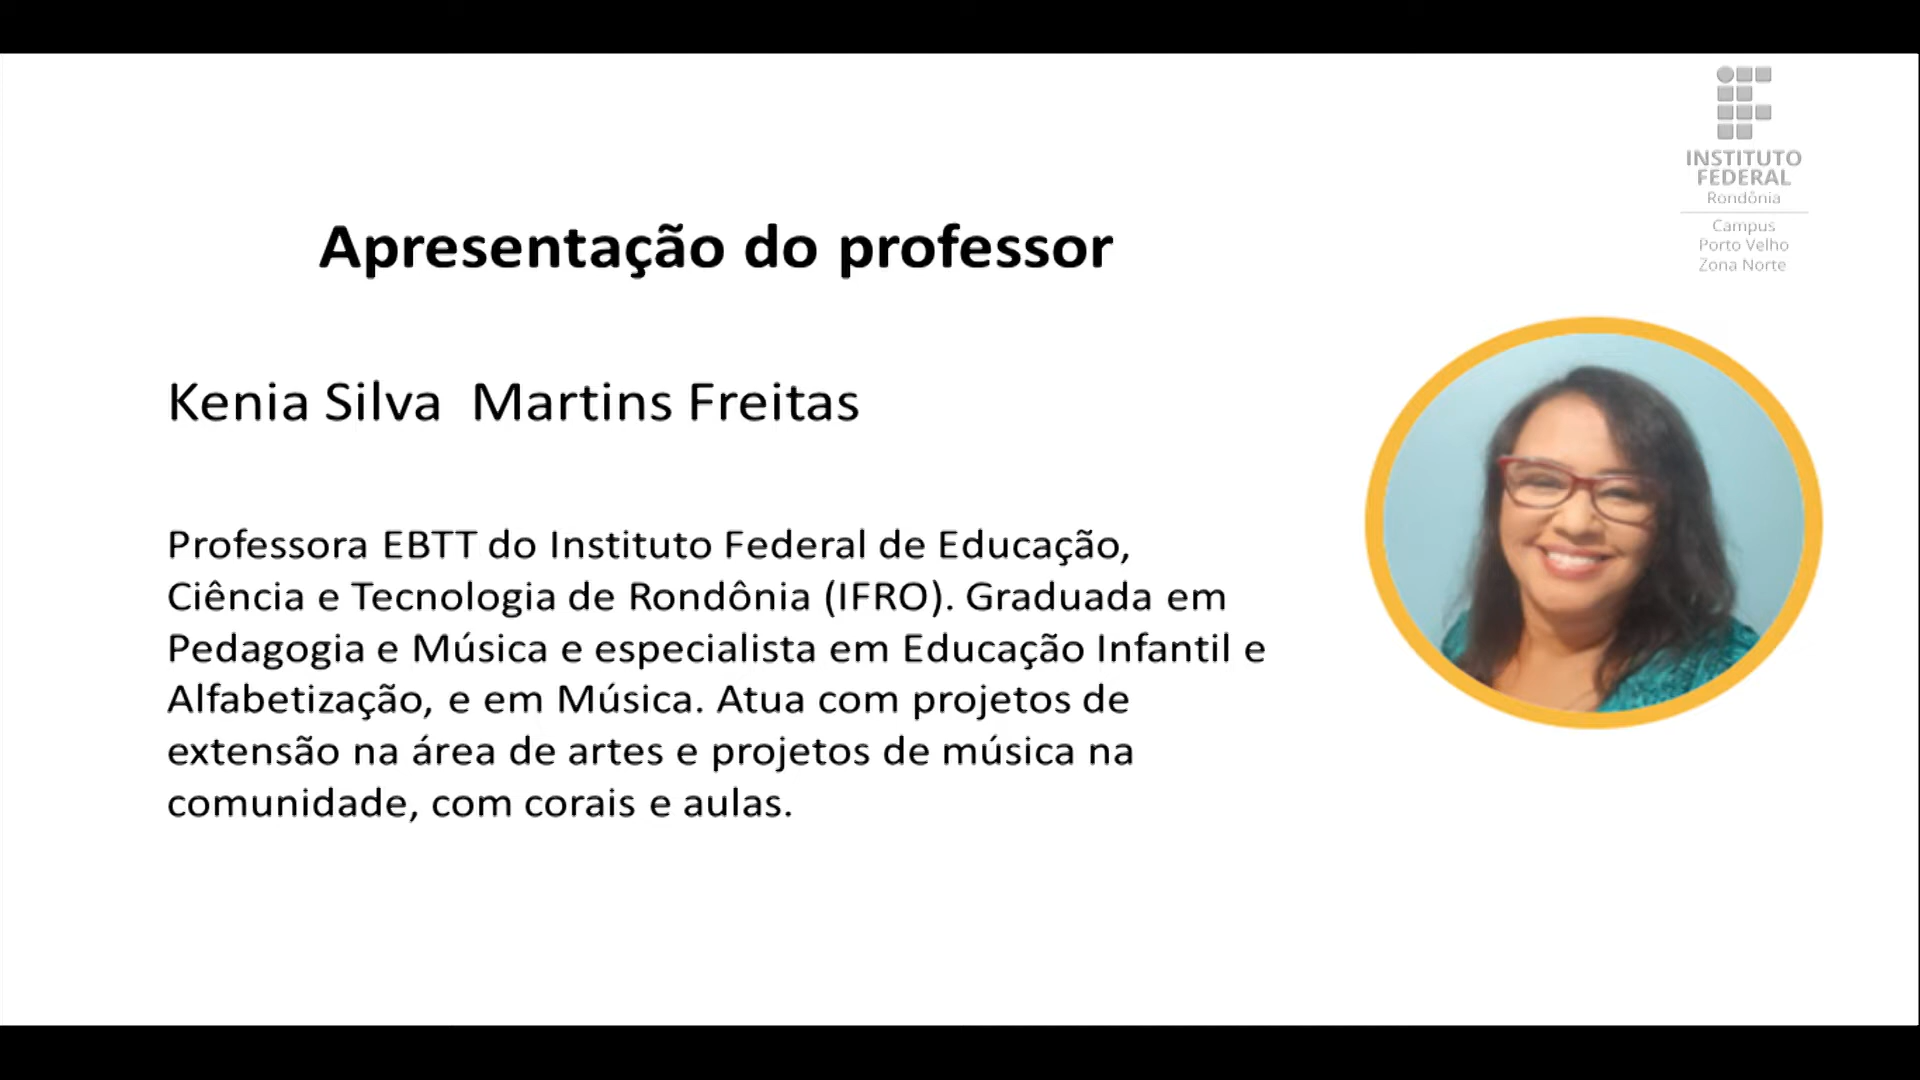 INSTITUTO
FEDERAL
Rondônia
Campus
Porto Velho
Zona Norte
Apresentação do professor
Kenia Silva  Martins Freitas
Professora EBTT do Instituto Federal de Educação,
Ciência e Tecnologia de Rondônia (IFRO). Graduada em
Pedagogia e Música e especialista em Educação Infantil e
Alfabetização, e em Música. Atua com projetos de
extensão na área de artes e projetos de música na
comunidade, com corais e aulas.